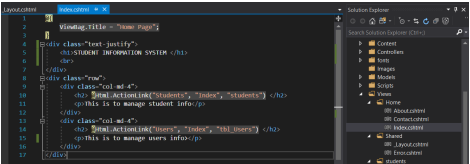 _Layout.cshtml
Index.cshtml
Solution Explorer
Search Solution Explorer (Ctrl+;)
1 @{
2 ViewBag.Title = "Home Page";
3 }
4 <div class="text-justify">
5 <h1>STUDENT INFORMATION SYSTEM </h1>
6 <br>
7 </div>
8 <div class="row">
9 <div class="col-md-4">
10 <h2> @Html.ActionLink("Students", "Index", "students") </h2>
11 <p>This is to manage student info</p>
12 </div>
13 <div class="col-md-4">
14 <h2> @Html.ActionLink("Users", "Index", "tbl_Users") </h2>
15 <p>This is to manage users info</p>
16 </div>
17 </div>
Content
Controllers
fonts
Images
Models
Scripts
Views
Home
About.cshtml
Contact.cshtml
Index.cshtml
Shared
_Layout.cshtml
Error.cshtml
students